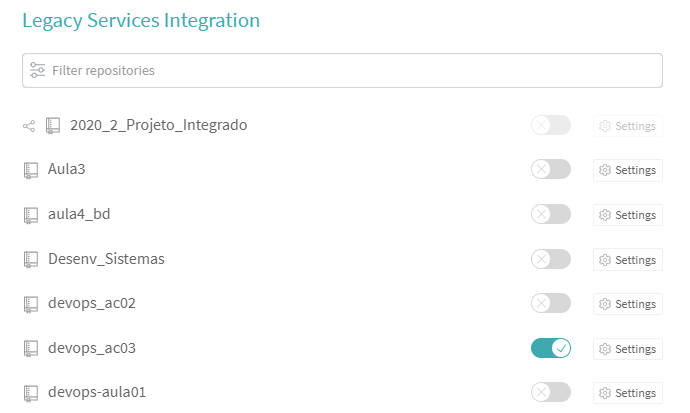 Legacy Services Integration
Filter repositories
2020_2_Projeto_Integrado Settings
Aula3 Settings
aula4_bd Settings
Desenv_Sistemas Settings
devops_ac02 Settings
devops_ac03 Settings
devops-aula01 Settings